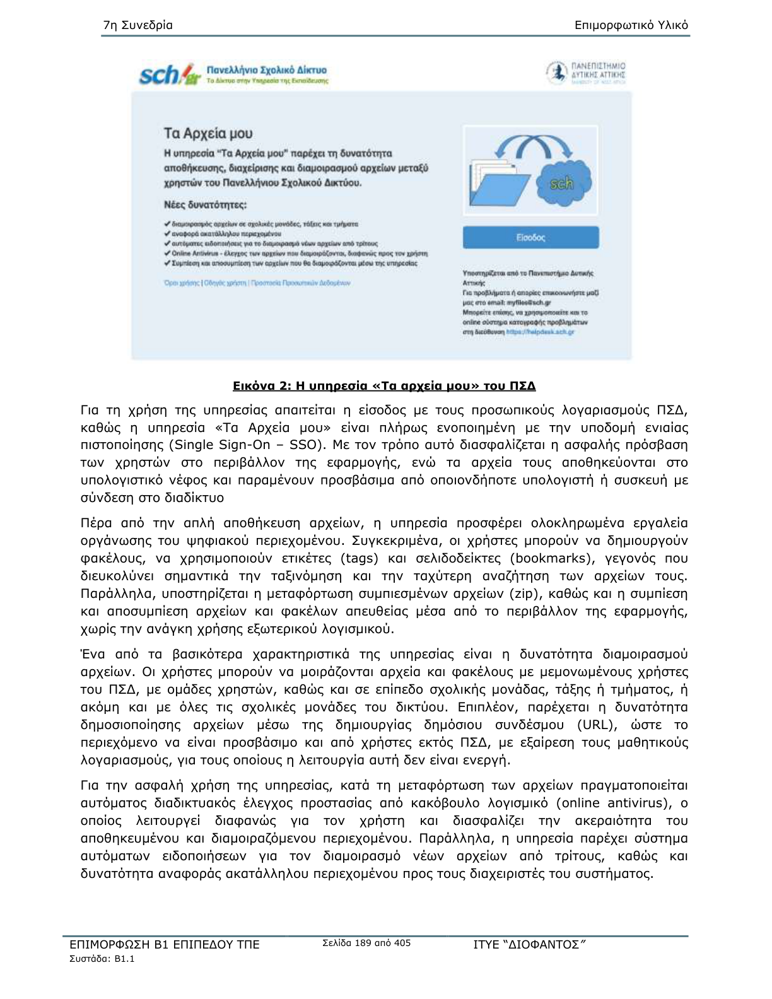 7η Συνεδρία
Επιμορφωτικό Υλικό
sch.gr
Πανελλήνιο Σχολικό Δίκτυο
Το Δίκτυο στην Υπηρεσία της Εκπαίδευσης
ΠΑΝΕΠΙΣΤΗΜΙΟ
ΔΥΤΙΚΗΣ ΑΤΤΙΚΗΣ
UNIVERSITY OF WEST ATTICA
Τα Αρχεία μου
Η υπηρεσία “Τα Αρχεία μου” παρέχει τη δυνατότητα
αποθήκευσης, διαχείρισης και διαμοιρασμού αρχείων μεταξύ
χρηστών του Πανελλήνιου Σχολικού Δικτύου.
Νέες δυνατότητες:
✔ διαμοιρασμός αρχείων σε σχολικές μονάδες, τάξεις και τμήματα
✔ αναφορά ακατάλληλου περιεχομένου
✔ αυτόματες ειδοποιήσεις για το διαμοιρασμό νέων αρχείων από τρίτους
✔ Online Antivirus - έλεγχος των αρχείων που διαμοιράζονται, διαφανώς προς τον χρήστη
✔ Συμπίεση και αποσυμπίεση των αρχείων που θα διαμοιράζονται μέσω της υπηρεσίας
Όροι χρήσης | Οδηγός χρήστη | Προστασία Προσωπικών Δεδομένων
sch
Είσοδος
Υποστηρίζεται από το Πανεπιστήμιο Δυτικής
Αττικής
Για προβλήματα ή απορίες επικοινωνήστε μαζί
μας στο email: myfiles@sch.gr
Μπορείτε επίσης, να χρησιμοποιείτε και το
online σύστημα καταγραφής προβλημάτων
στη διεύθυνση https://helpdesk.sch.gr
Εικόνα 2: Η υπηρεσία «Τα αρχεία μου» του ΠΣΔ
Για τη χρήση της υπηρεσίας απαιτείται η είσοδος με τους προσωπικούς λογαριασμούς ΠΣΔ,
καθώς η υπηρεσία «Τα Αρχεία μου» είναι πλήρως ενοποιημένη με την υποδομή ενιαίας
πιστοποίησης (Single Sign-On – SSO). Με τον τρόπο αυτό διασφαλίζεται η ασφαλής πρόσβαση
των χρηστών στο περιβάλλον της εφαρμογής, ενώ τα αρχεία τους αποθηκεύονται στο
υπολογιστικό νέφος και παραμένουν προσβάσιμα από οποιονδήποτε υπολογιστή ή συσκευή με
σύνδεση στο διαδίκτυο
Πέρα από την απλή αποθήκευση αρχείων, η υπηρεσία προσφέρει ολοκληρωμένα εργαλεία
οργάνωσης του ψηφιακού περιεχομένου. Συγκεκριμένα, οι χρήστες μπορούν να δημιουργούν
φακέλους, να χρησιμοποιούν ετικέτες (tags) και σελιδοδείκτες (bookmarks), γεγονός που
διευκολύνει σημαντικά την ταξινόμηση και την ταχύτερη αναζήτηση των αρχείων τους.
Παράλληλα, υποστηρίζεται η μεταφόρτωση συμπιεσμένων αρχείων (zip), καθώς και η συμπίεση
και αποσυμπίεση αρχείων και φακέλων απευθείας μέσα από το περιβάλλον της εφαρμογής,
χωρίς την ανάγκη χρήσης εξωτερικού λογισμικού.
Ένα από τα βασικότερα χαρακτηριστικά της υπηρεσίας είναι η δυνατότητα διαμοιρασμού
αρχείων. Οι χρήστες μπορούν να μοιράζονται αρχεία και φακέλους με μεμονωμένους χρήστες
του ΠΣΔ, με ομάδες χρηστών, καθώς και σε επίπεδο σχολικής μονάδας, τάξης ή τμήματος, ή
ακόμη και με όλες τις σχολικές μονάδες του δικτύου. Επιπλέον, παρέχεται η δυνατότητα
δημοσιοποίησης αρχείων μέσω της δημιουργίας δημόσιου συνδέσμου (URL), ώστε το
περιεχόμενο να είναι προσβάσιμο και από χρήστες εκτός ΠΣΔ, με εξαίρεση τους μαθητικούς
λογαριασμούς, για τους οποίους η λειτουργία αυτή δεν είναι ενεργή.
Για την ασφαλή χρήση της υπηρεσίας, κατά τη μεταφόρτωση των αρχείων πραγματοποιείται
αυτόματος διαδικτυακός έλεγχος προστασίας από κακόβουλο λογισμικό (online antivirus), ο
οποίος λειτουργεί διαφανώς για τον χρήστη και διασφαλίζει την ακεραιότητα του
αποθηκευμένου και διαμοιραζόμενου περιεχομένου. Παράλληλα, η υπηρεσία παρέχει σύστημα
αυτόματων ειδοποιήσεων για τον διαμοιρασμό νέων αρχείων από τρίτους, καθώς και
δυνατότητα αναφοράς ακατάλληλου περιεχομένου προς τους διαχειριστές του συστήματος.
ΕΠΙΜΟΡΦΩΣΗ Β1 ΕΠΙΠΕΔΟΥ ΤΠΕ
Σελίδα 189 από 405
ΙΤΥΕ “ΔΙΟΦΑΝΤΟΣ”
Συστάδα: Β1.1